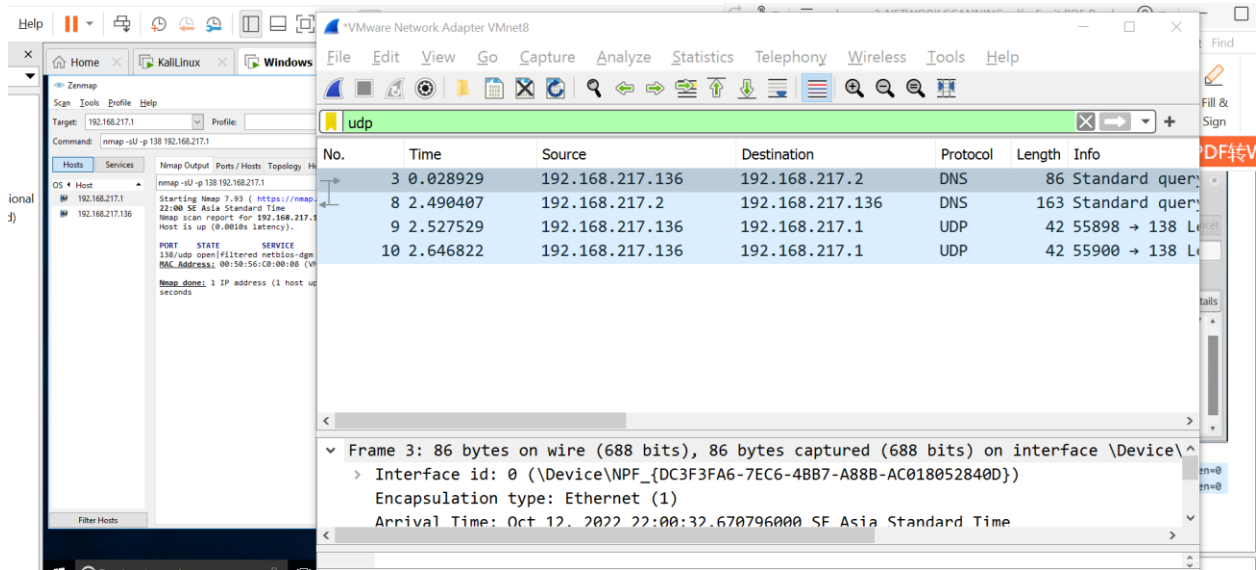 Help
*VMware Network Adapter VMnet8
Find
Home
KaliLinux
Windows
File Edit View Go Capture Analyze Statistics Telephony Wireless Tools Help
Zenmap
Scan Tools Profile Help
Fill &
Sign
Target: 192.168.217.1 Profile:
udp
Command: nmap -sU -p 138 192.168.217.1
PDF转
Hosts Services Nmap Output Ports / Hosts Topology
No. Time Source Destination Protocol Length Info
OS Host nmap -sU -p 138 192.168.217.1
3 0.028929 192.168.217.136 192.168.217.2 DNS 86 Standard query
8 2.490407 192.168.217.2 192.168.217.136 DNS 163 Standard query
9 2.527529 192.168.217.136 192.168.217.1 UDP 42 55898 → 138
10 2.646822 192.168.217.136 192.168.217.1 UDP 42 55900 → 138
192.168.217.1
192.168.217.136
Starting Nmap 7.93 ( https://nmap.
22:00 SE Asia Standard Time
Nmap scan report for 192.168.217.1
Host is up (0.0010s latency).
PORT STATE SERVICE
138/udp open|filtered netbios-dgm
MAC Address: 00:50:56:C0:00:08
Nmap done: 1 IP address (1 host up
seconds
ional
d)
tails
Frame 3: 86 bytes on wire (688 bits), 86 bytes captured (688 bits) on interface \Device\
Interface id: 0 (\Device\NPF_{DC3F3FA6-7EC6-4BB7-A88B-AC018052840D})
Encapsulation type: Ethernet (1)
Arrival Time: Oct 12, 2022 22:00:32.670796000 SE Asia Standard Time
en=0
en=0
Filter Hosts